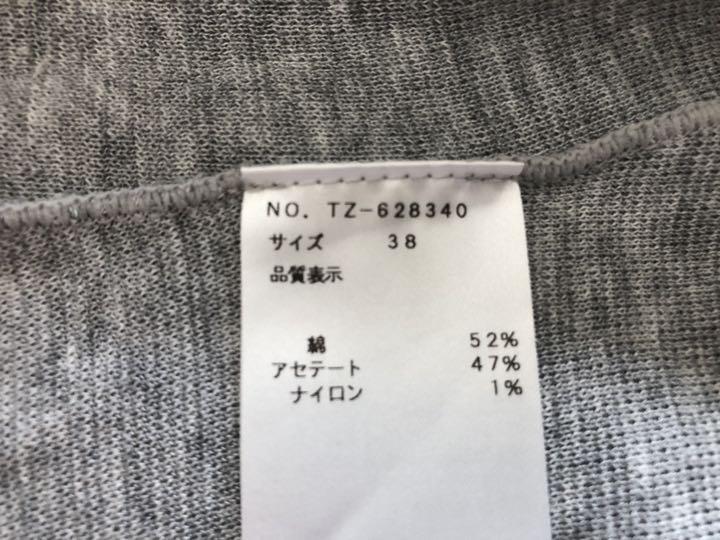 NO. TZ-628340
サイズ 38
品質表示
綿 52%
アセテート 47%
ナイロン 1%